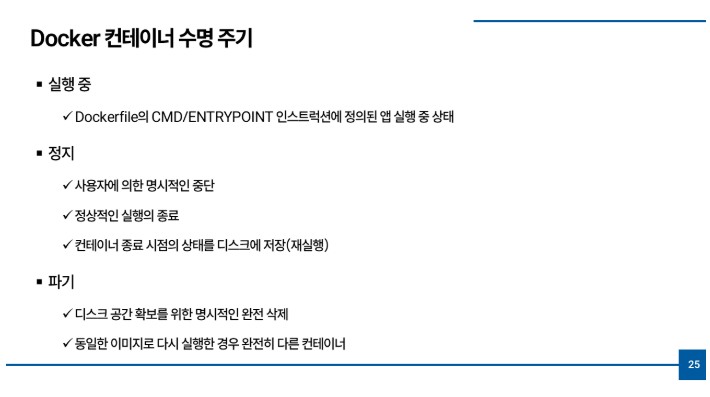 Docker 컨테이너 수명 주기
▪ 실행 중
✓ Dockerfile의 CMD/ENTRYPOINT 인스트럭션에 정의된 앱 실행 중 상태
▪ 정지
✓ 사용자에 의한 명시적인 중단
✓ 정상적인 실행의 종료
✓ 컨테이너 종료 시점의 상태를 디스크에 저장(재실행)
▪ 파기
✓ 디스크 공간 확보를 위한 명시적인 완전 삭제
✓ 동일한 이미지로 다시 실행한 경우 완전히 다른 컨테이너
25